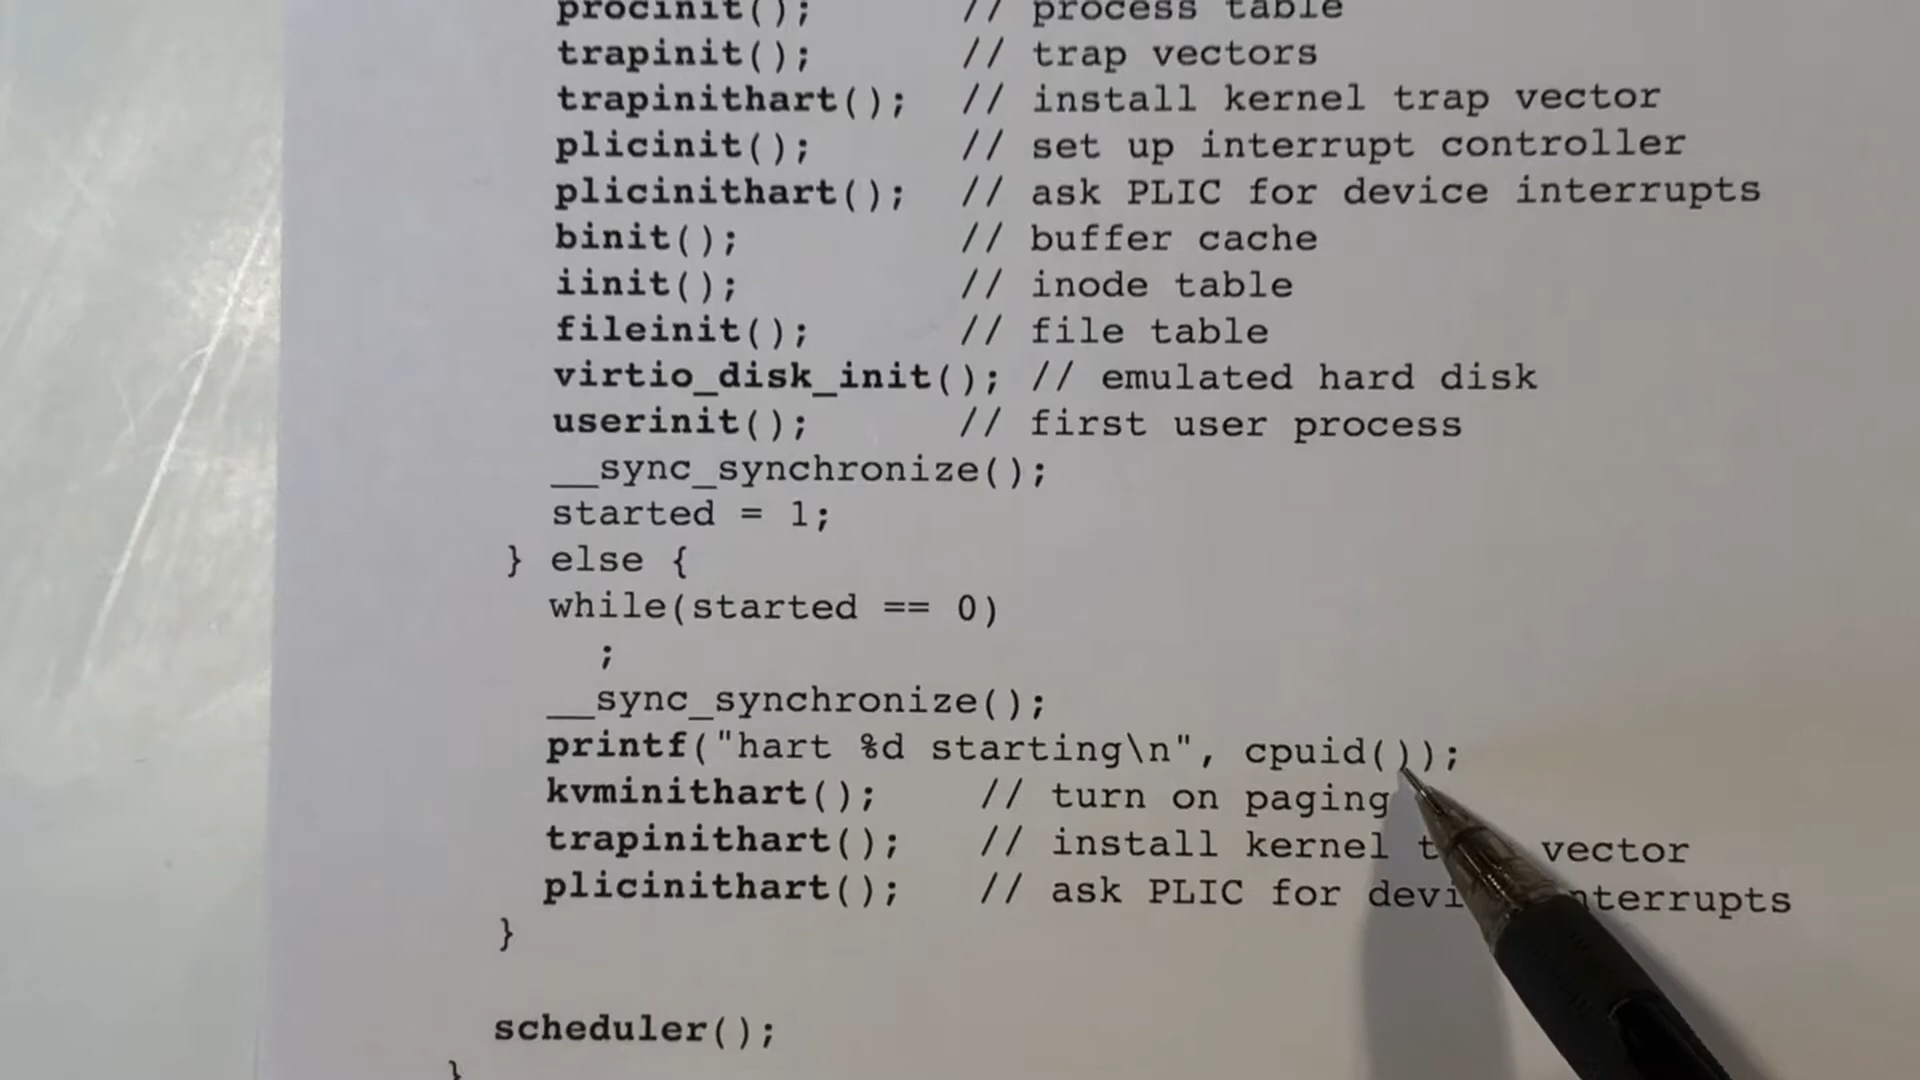 procinit();      // process table
trapinit();      // trap vectors
trapinithart();  // install kernel trap vector
plicinit();      // set up interrupt controller
plicinithart();  // ask PLIC for device interrupts
binit();         // buffer cache
iinit();         // inode table
fileinit();      // file table
virtio_disk_init(); // emulated hard disk
userinit();      // first user process
__sync_synchronize();
started = 1;
} else {
while(started == 0)
;
__sync_synchronize();
printf("hart %d starting\n", cpuid());
kvminithart();    // turn on paging
trapinithart();   // install kernel vector
plicinithart();   // ask PLIC for interrupts
}
scheduler();
}